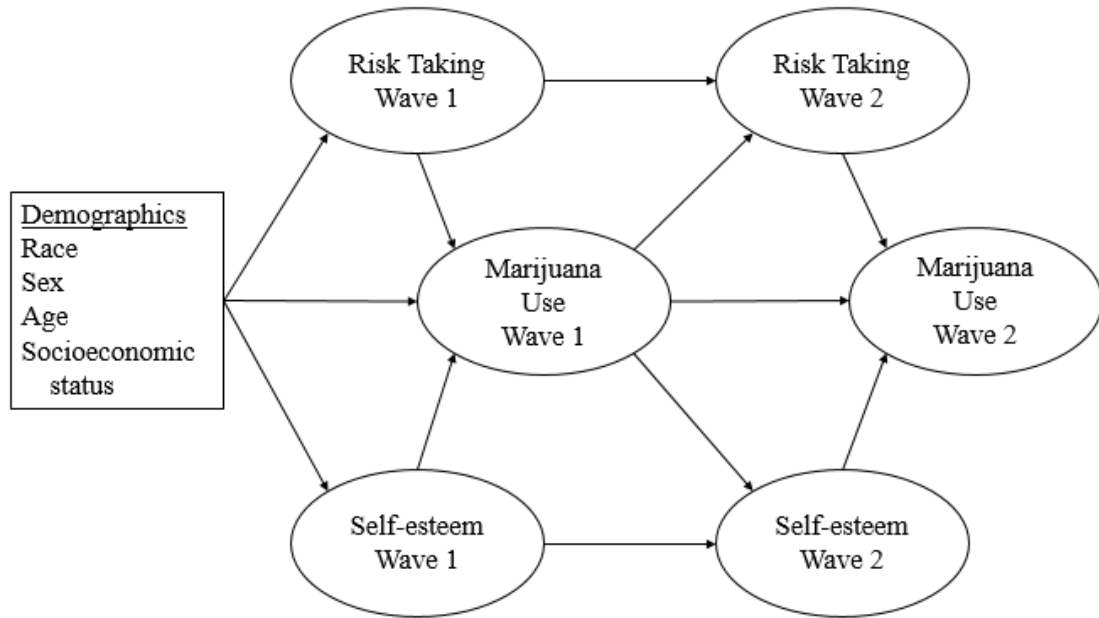 Risk Taking
Wave 1
Risk Taking
Wave 2
Demographics
Race
Sex
Age
Socioeconomic
status
Marijuana
Use
Wave 1
Marijuana
Use
Wave 2
Self-esteem
Wave 1
Self-esteem
Wave 2